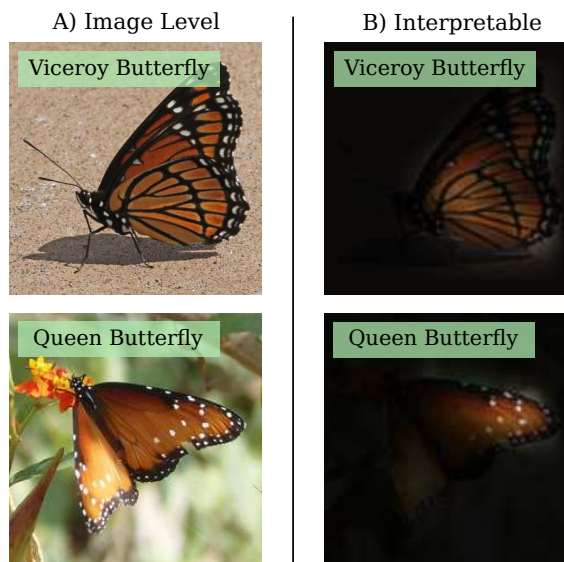 A) Image Level
B) Interpretable
Viceroy Butterfly
Viceroy Butterfly
Queen Butterfly
Queen Butterfly